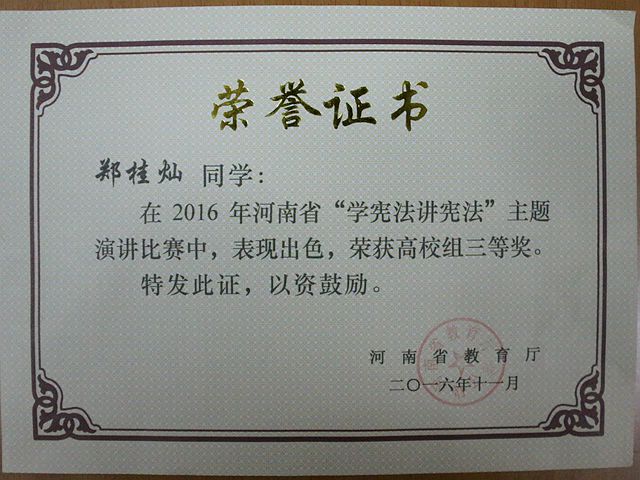 荣誉证书
郑桂灿 同学：
在 2016 年河南省“学宪法讲宪法”主题
演讲比赛中，表现出色，荣获高校组三等奖。
特发此证，以资鼓励。
河南省教育厅
二〇一六年十一月